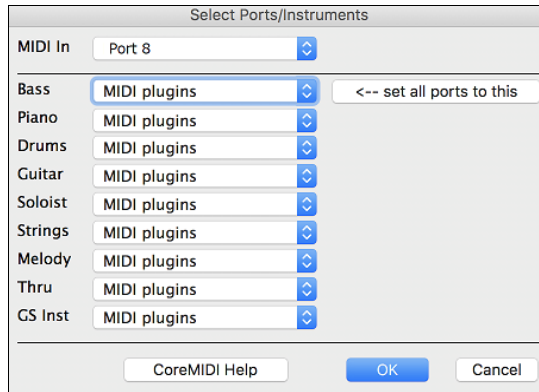 Select Ports/Instruments
MIDI In Port 8
Bass MIDI plugins <-- set all ports to this
Piano MIDI plugins
Drums MIDI plugins
Guitar MIDI plugins
Soloist MIDI plugins
Strings MIDI plugins
Melody MIDI plugins
Thru MIDI plugins
GS Inst MIDI plugins
CoreMIDI Help OK Cancel